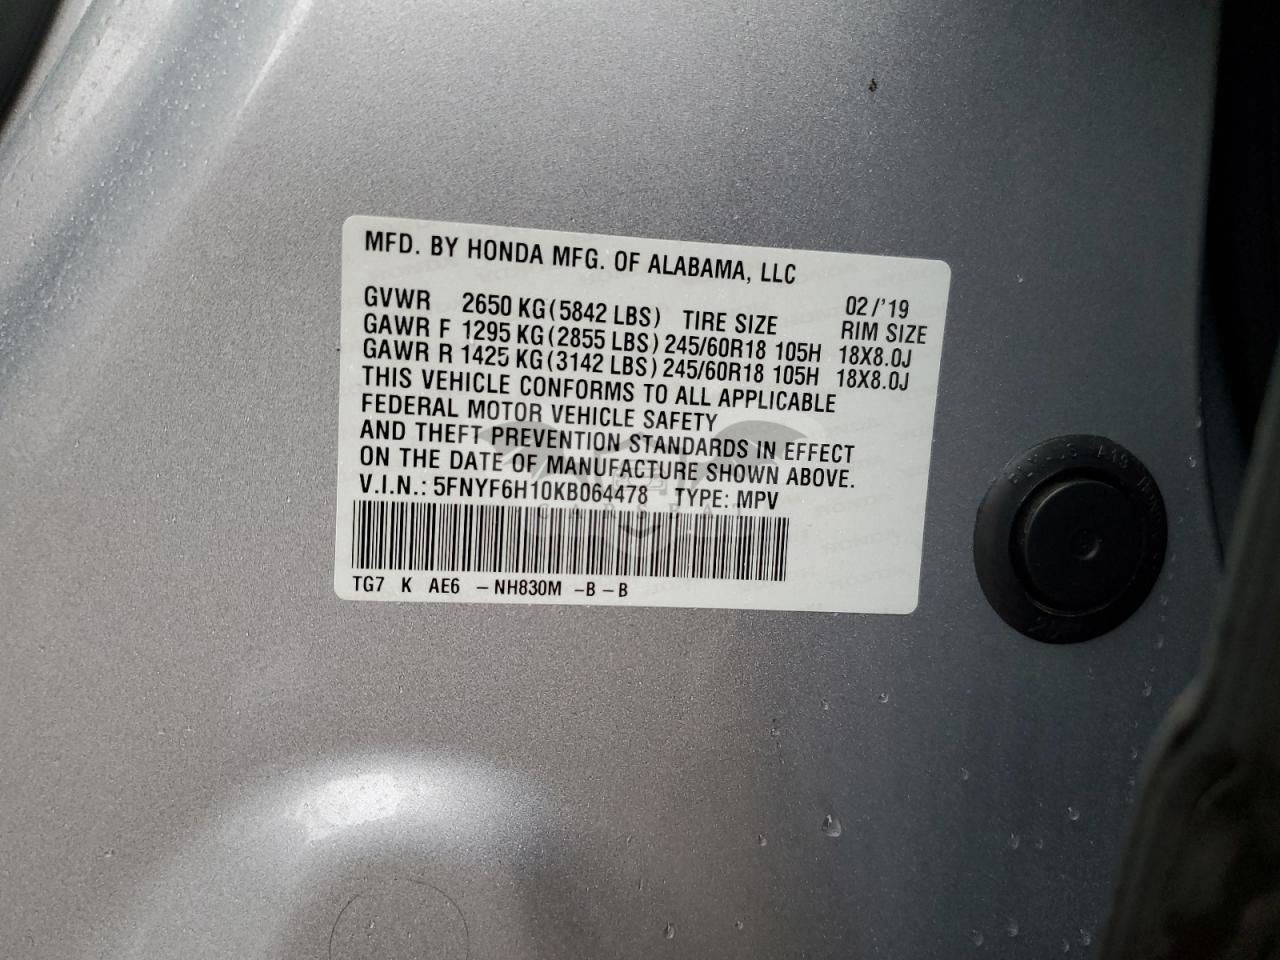 MFD. BY HONDA MFG. OF ALABAMA, LLC
02/'19
GVWR 2650 KG(5842 LBS) TIRE SIZE RIM SIZE
GAWR F 1295 KG(2855 LBS) 245/60R18 105H 18X8.0J
GAWR R 1425 KG(3142 LBS) 245/60R18 105H 18X8.0J
THIS VEHICLE CONFORMS TO ALL APPLICABLE
FEDERAL MOTOR VEHICLE SAFETY
AND THEFT PREVENTION STANDARDS IN EFFECT
ON THE DATE OF MANUFACTURE SHOWN ABOVE.
V.I.N.: 5FNYF6H10KB064478 TYPE: MPV
TG7 K AE6 -NH830M -B-B